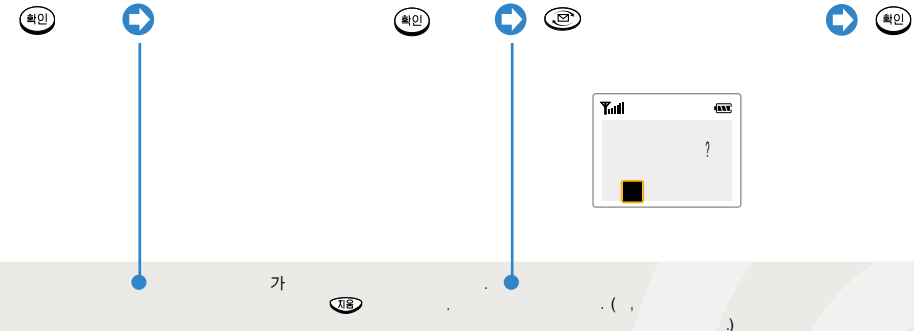 확인 확인 확인
?
가 .
지움 . . ( ,
.)